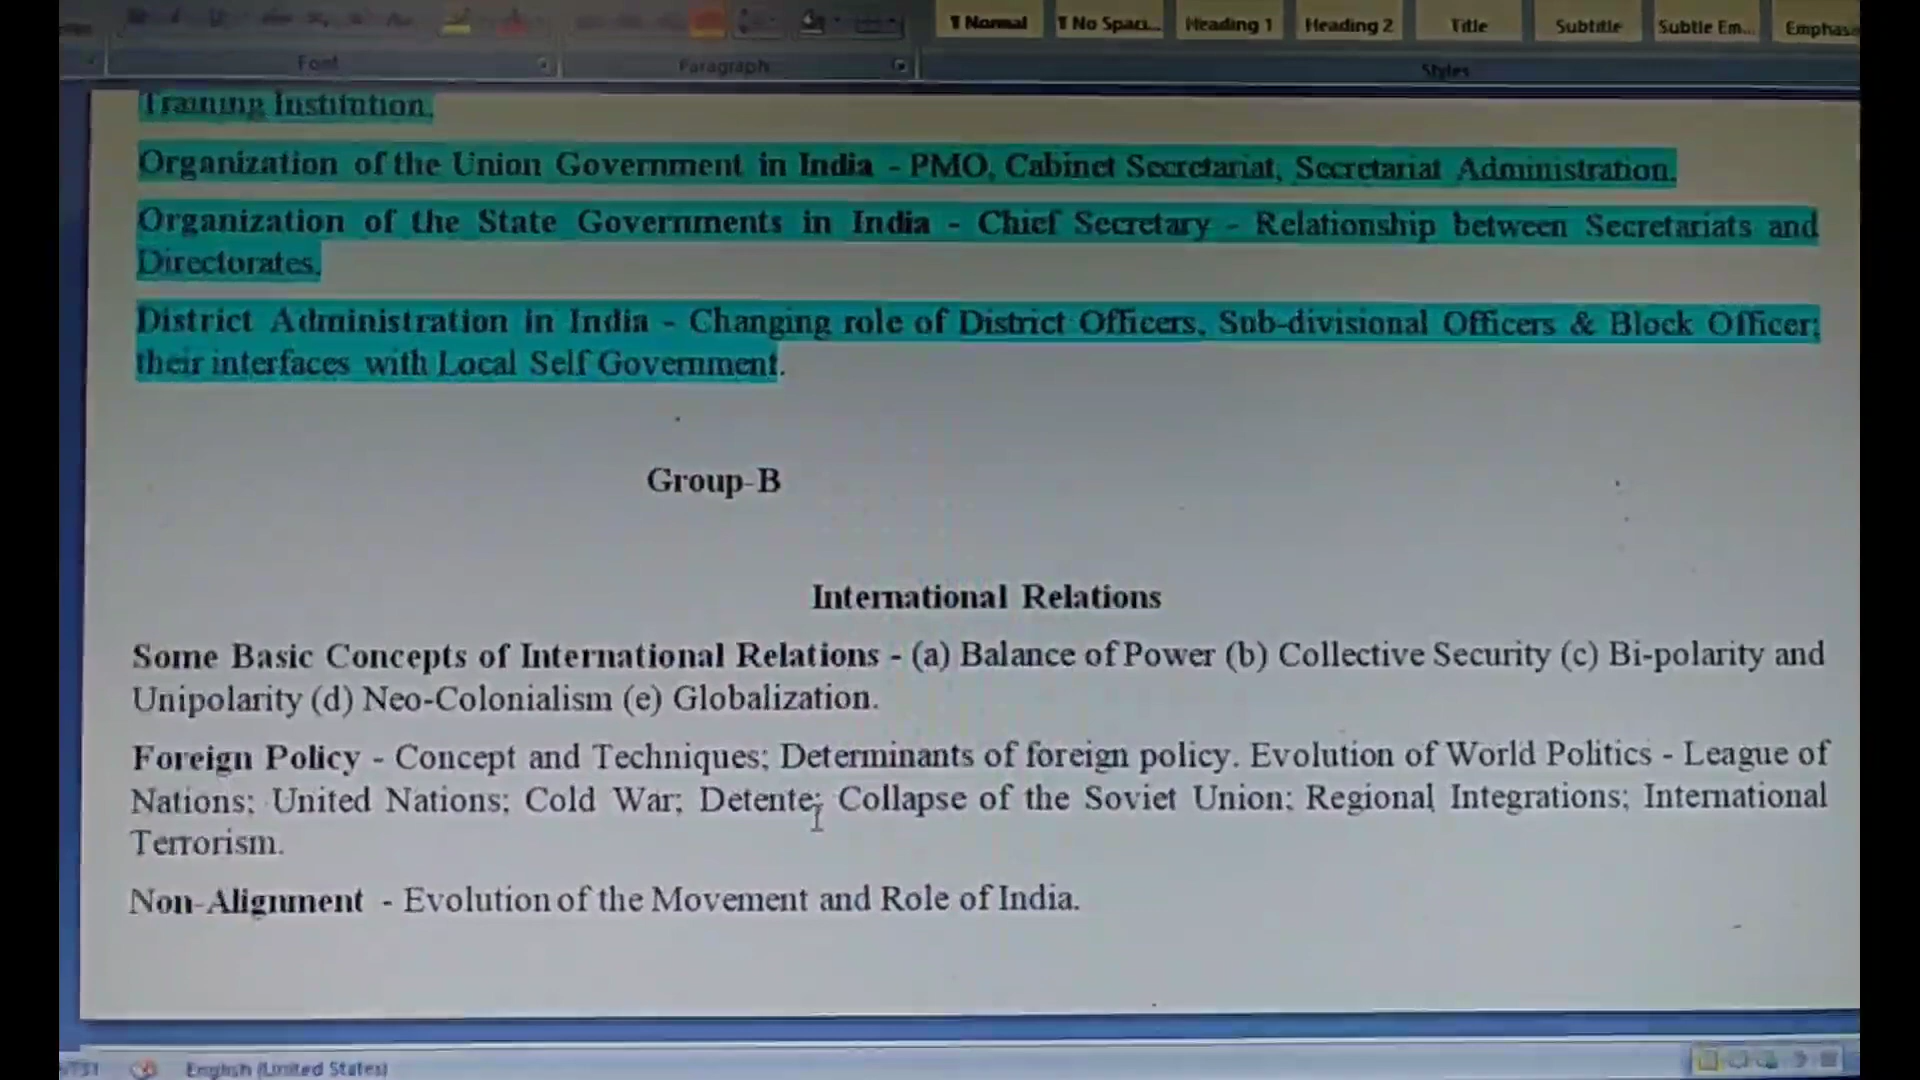 Normal No Spaci... Heading 1 Heading 2 Title Subtitle Subtle Em... Emphas
Font Paragraph Styles
Training Institution.
Organization of the Union Government in India - PMO, Cabinet Secretariat, Secretariat Administration.
Organization of the State Governments in India - Chief Secretary - Relationship between Secretariats and
Directorates.
District Administration in India - Changing role of District Officers, Sub-divisional Officers & Block Officer;
their interfaces with Local Self Government.
Group-B
International Relations
Some Basic Concepts of International Relations - (a) Balance of Power (b) Collective Security (c) Bi-polarity and
Unipolarity (d) Neo-Colonialism (e) Globalization.
Foreign Policy - Concept and Techniques; Determinants of foreign policy. Evolution of World Politics - League of
Nations; United Nations; Cold War; Detente; Collapse of the Soviet Union; Regional Integrations; International
Terrorism.
Non-Alignment - Evolution of the Movement and Role of India.
English (United States)